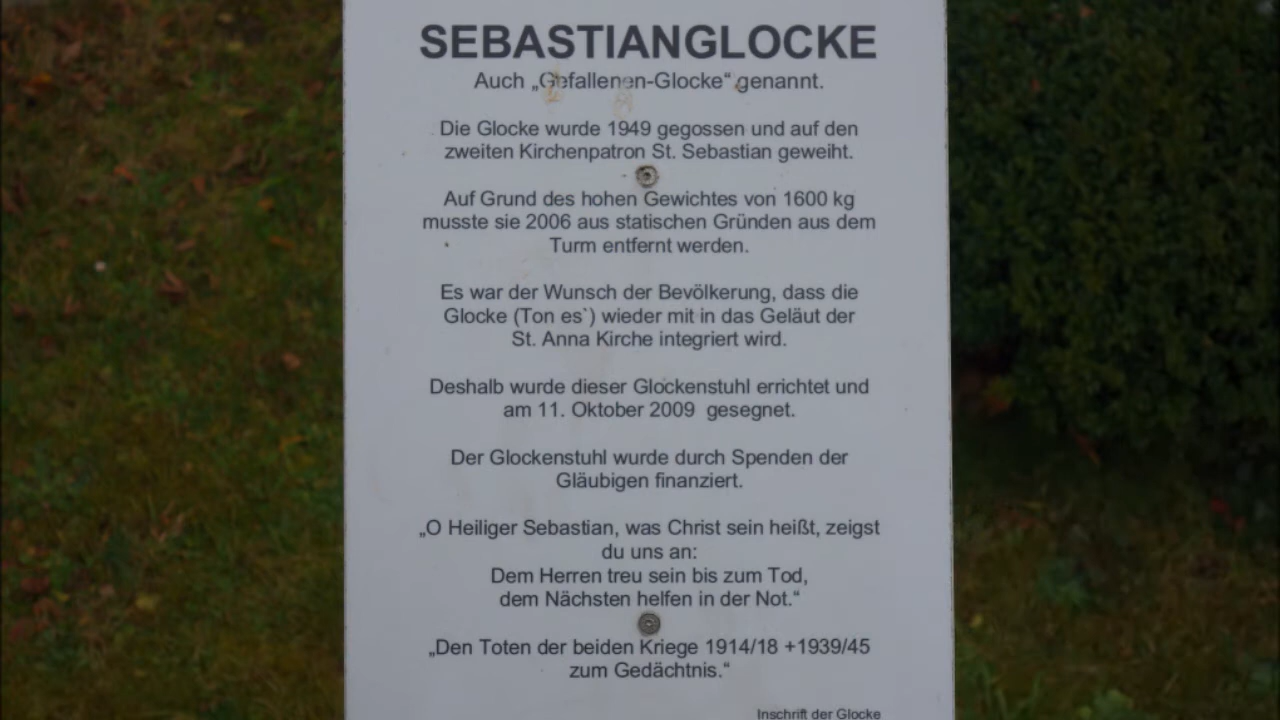 SEBASTIANGLOCKE
Auch „Gefallenen-Glocke“ genannt.
Die Glocke wurde 1949 gegossen und auf den
zweiten Kirchenpatron St. Sebastian geweiht.
Auf Grund des hohen Gewichtes von 1600 kg
musste sie 2006 aus statischen Gründen aus dem
Turm entfernt werden.
Es war der Wunsch der Bevölkerung, dass die
Glocke (Ton es`) wieder mit in das Geläut der
St. Anna Kirche integriert wird.
Deshalb wurde dieser Glockenstuhl errichtet und
am 11. Oktober 2009  gesegnet.
Der Glockenstuhl wurde durch Spenden der
Gläubigen finanziert.
„O Heiliger Sebastian, was Christ sein heißt, zeigst
du uns an:
Dem Herren treu sein bis zum Tod,
dem Nächsten helfen in der Not.“
„Den Toten der beiden Kriege 1914/18 +1939/45
zum Gedächtnis.“
Inschrift der Glocke